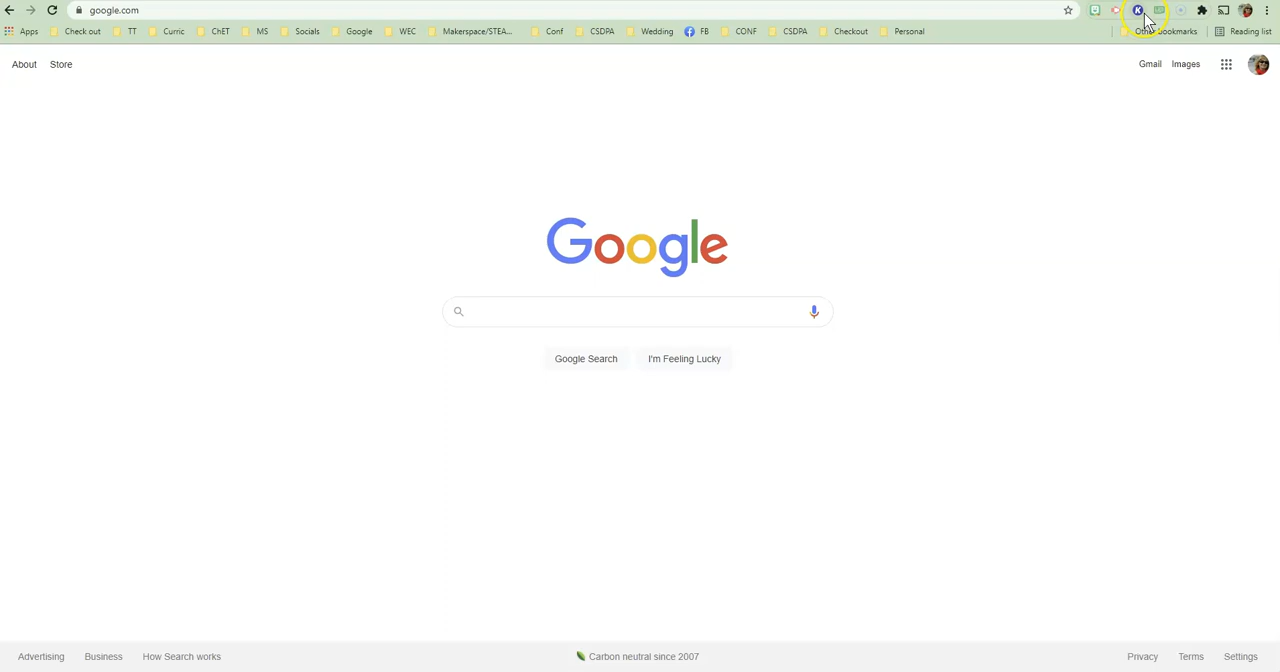 google.com
K
Apps Check out TT Curric ChET MS Socials Google WEC Makerspace/STEA... Conf CSDPA Wedding FB CONF CSDPA Checkout Personal Other bookmarks Reading list
About Store Gmail Images
Google
Google Search I'm Feeling Lucky
Carbon neutral since 2007
Advertising Business How Search works Privacy Terms Settings